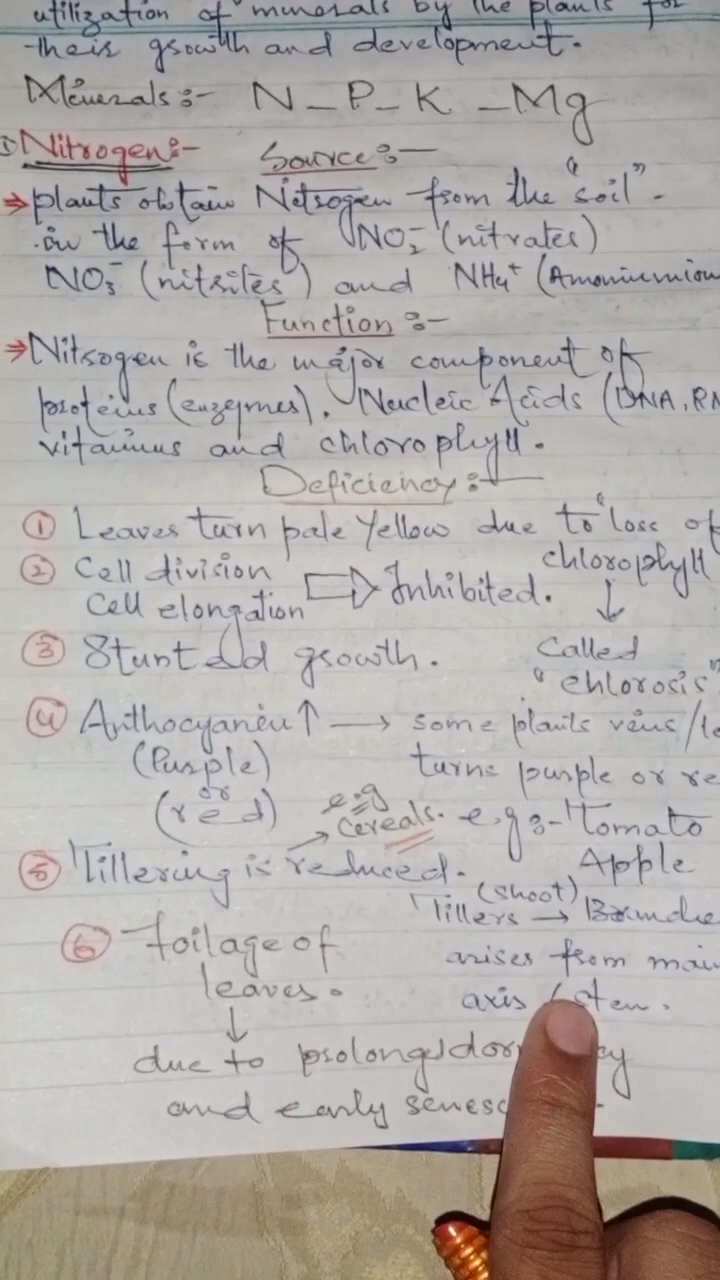 utilization of minerals by the plants for
their growth and development.
Minerals:- N - P - K - Mg
① Nitrogen:- Source:-
⇒ plants obtain Nitrogen from the "soil" -
in the form of NO₂⁻ (nitrates)
NO₃⁻ (nitrites) and NH₄⁺ (Amoniumion
Function:-
⇒ Nitrogen is the major component of
proteins (enzymes). Nucleic Acids (DNA, RN
vitamins and chlorophyll.
Deficiency:-
① Leaves turn pale yellow due to "loss of
chlorophyll
② Cell division
Cell elongation ⇒ Inhibited.
↓
③ Stunted growth.
Called
"chlorosis"
④ Anthocyanin ↑ → some plants veins/le
(Purple) turns purple or re
or
(red)
e.g → cereals. e.g:- Tomato
Apple
⑤ Tillering is reduced.
(shoot)
Tillers → Branche
arises from main
axis / stem.
⑥ foilage of
leaves.
↓
due to prolonged
and early